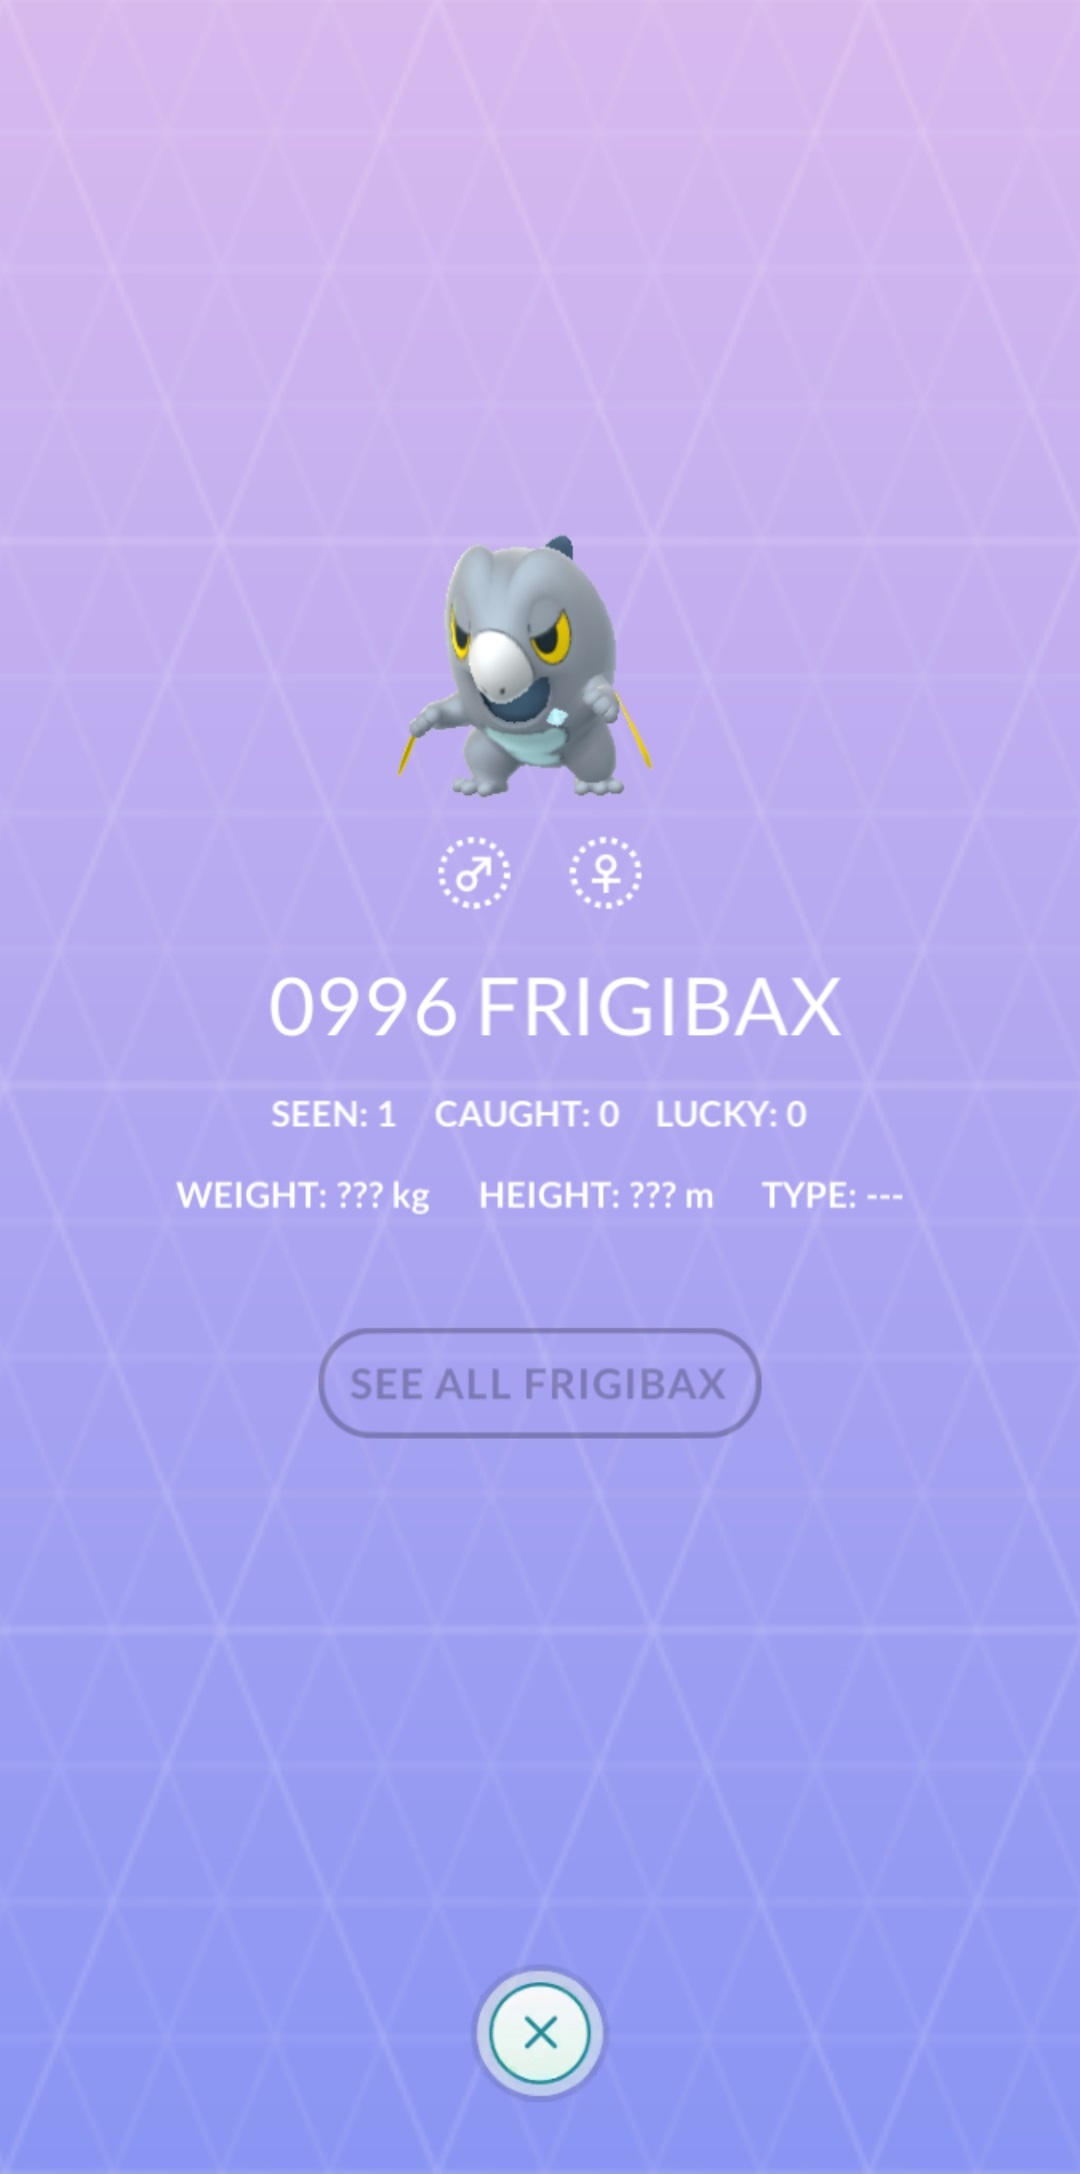 0996 FRIGIBAX
SEEN: 1 CAUGHT: 0 LUCKY: 0
WEIGHT: ??? kg HEIGHT: ??? m TYPE: ---
SEE ALL FRIGIBAX